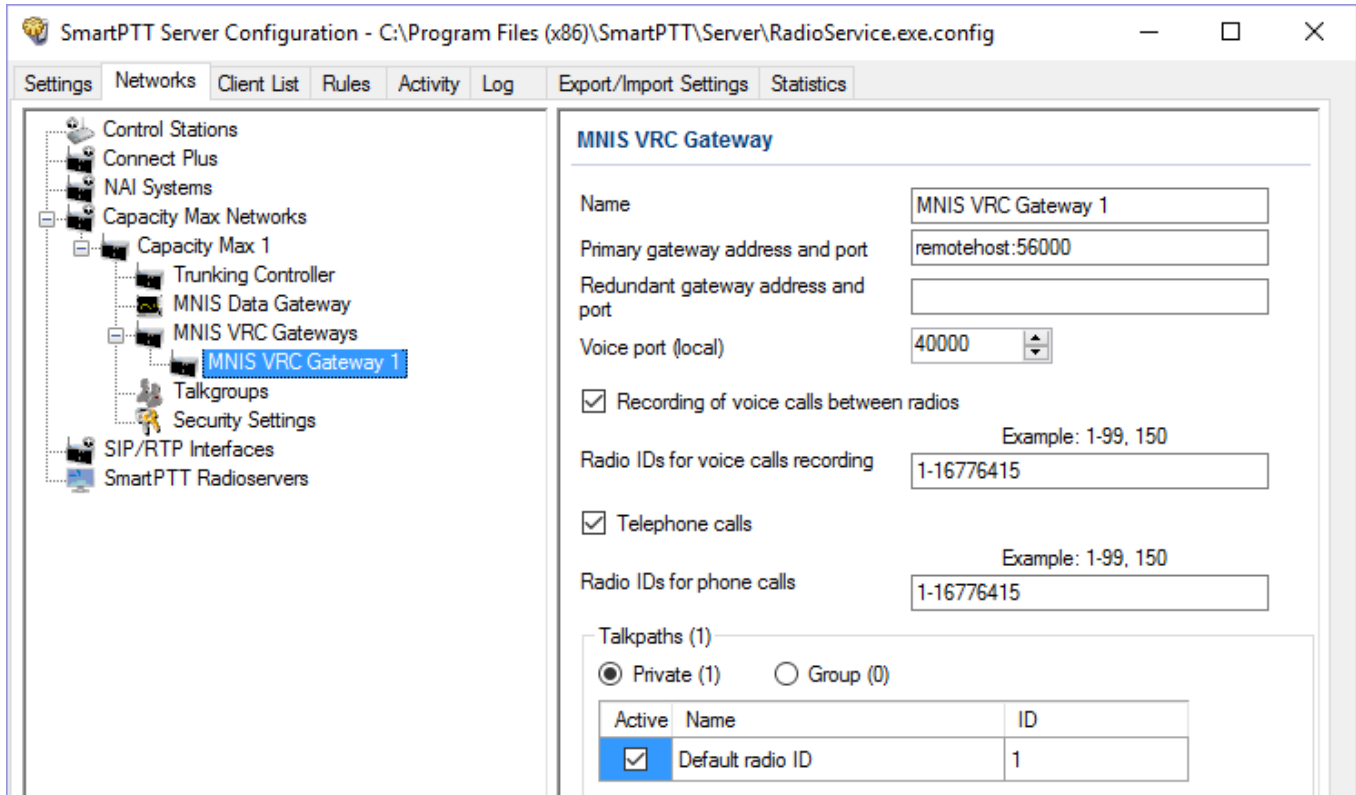 SmartPTT Server Configuration - C:\Program Files (x86)\SmartPTT\Server\RadioService.exe.config
Settings Networks Client List Rules Activity Log Export/Import Settings Statistics
Control Stations
Connect Plus
NAI Systems
Capacity Max Networks
Capacity Max 1
Trunking Controller
MNIS Data Gateway
MNIS VRC Gateways
MNIS VRC Gateway 1
Talkgroups
Security Settings
SIP/RTP Interfaces
SmartPTT Radioservers
MNIS VRC Gateway
Name MNIS VRC Gateway 1
Primary gateway address and port remotehost:56000
Redundant gateway address and
port
Voice port (local) 40000
Recording of voice calls between radios
Example: 1-99, 150
Radio IDs for voice calls recording 1-16776415
Telephone calls
Example: 1-99, 150
Radio IDs for phone calls 1-16776415
Talkpaths (1)
Private (1) Group (0)
Active Name ID
Default radio ID 1